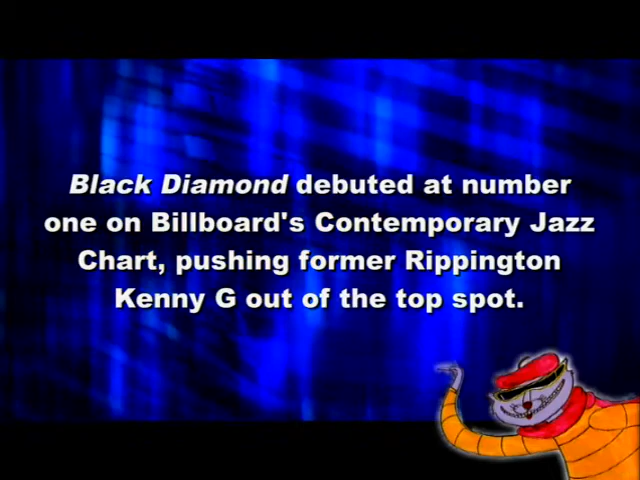 Black Diamond debuted at number
one on Billboard's Contemporary Jazz
Chart, pushing former Rippington
Kenny G out of the top spot.